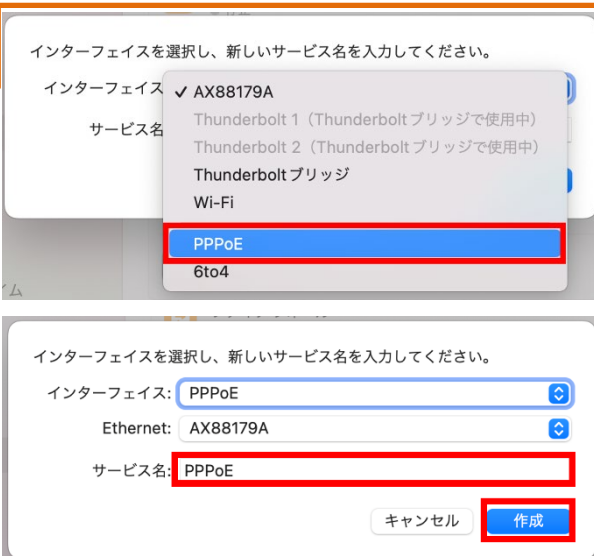 インターフェイスを選択し、新しいサービス名を入力してください。
インターフェイス ✓ AX88179A
Thunderbolt 1（Thunderboltブリッジで使用中）
サービス名
Thunderbolt 2（Thunderboltブリッジで使用中）
Thunderboltブリッジ
Wi-Fi
PPPoE
6to4
イム
インターフェイスを選択し、新しいサービス名を入力してください。
インターフェイス: PPPoE
Ethernet: AX88179A
サービス名: PPPoE
キャンセル 作成